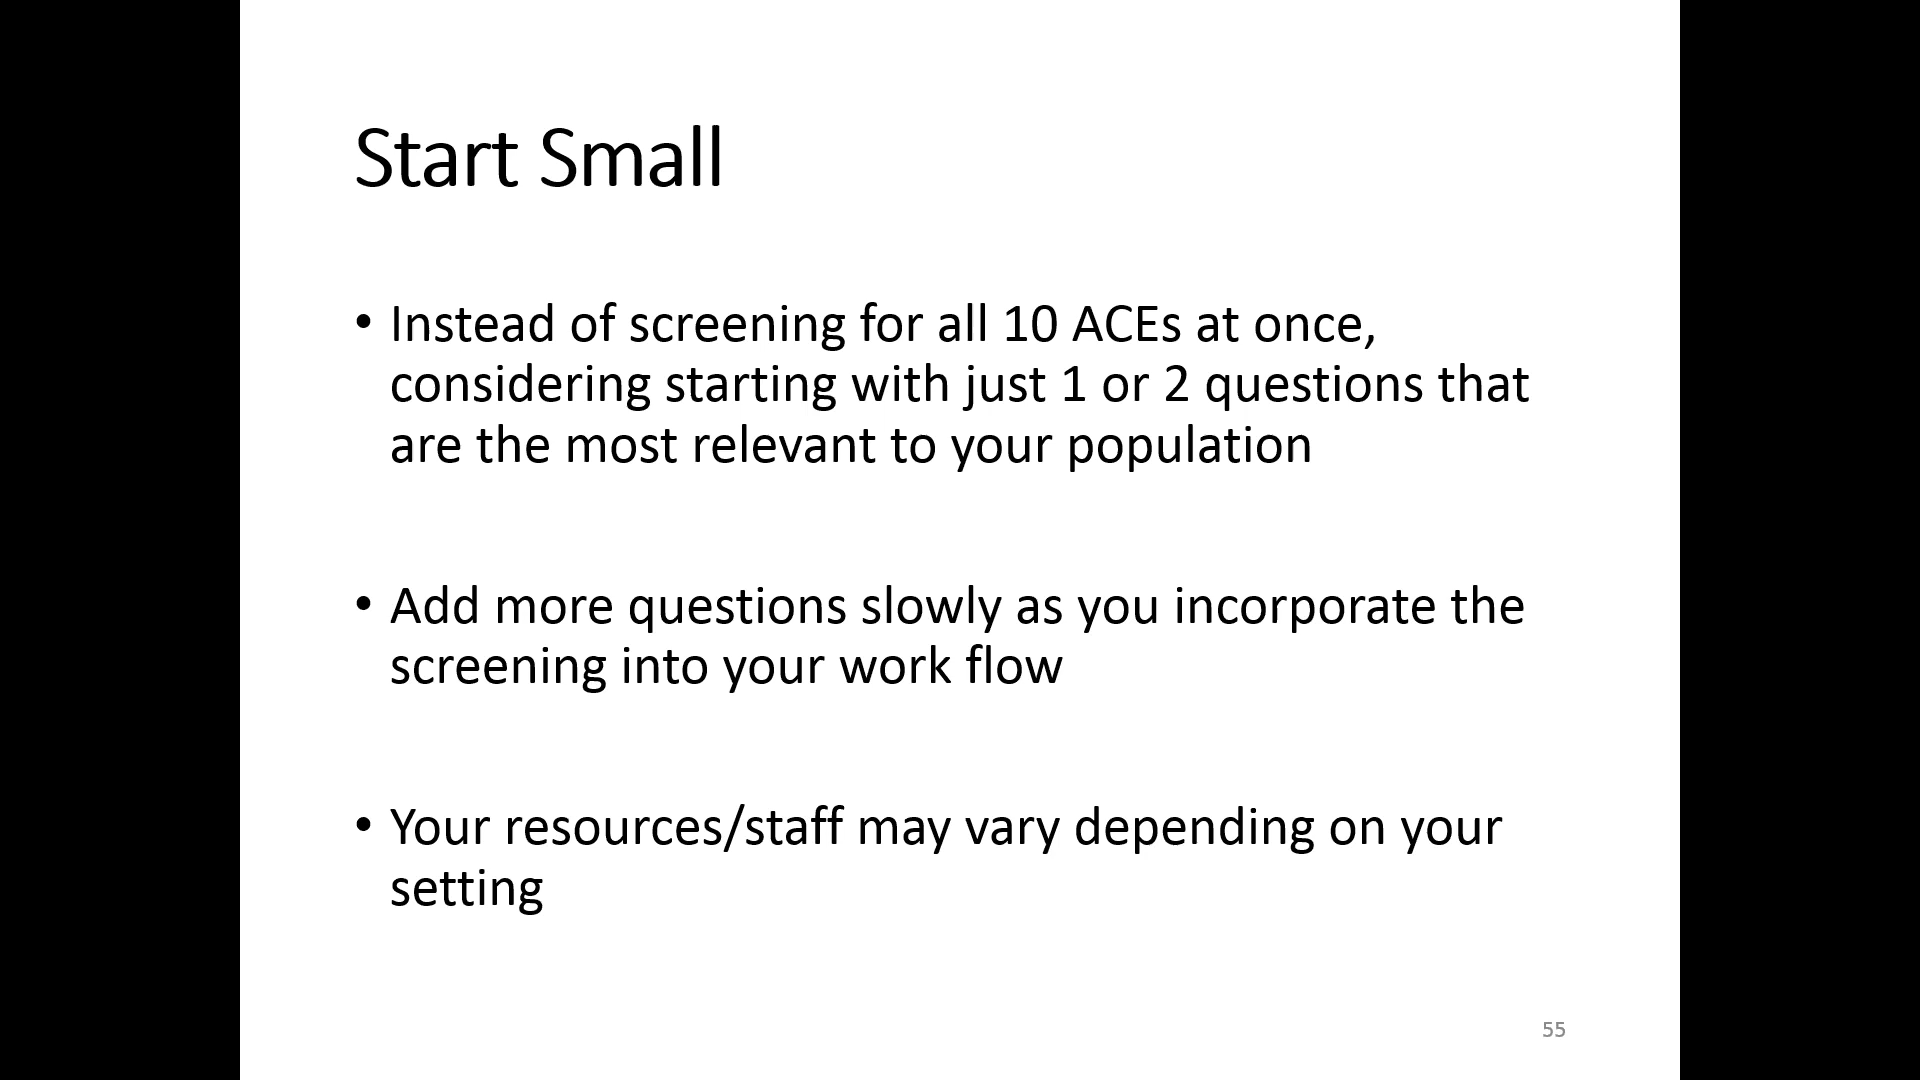 Start Small
• Instead of screening for all 10 ACEs at once,
considering starting with just 1 or 2 questions that
are the most relevant to your population
• Add more questions slowly as you incorporate the
screening into your work flow
• Your resources/staff may vary depending on your
setting
55